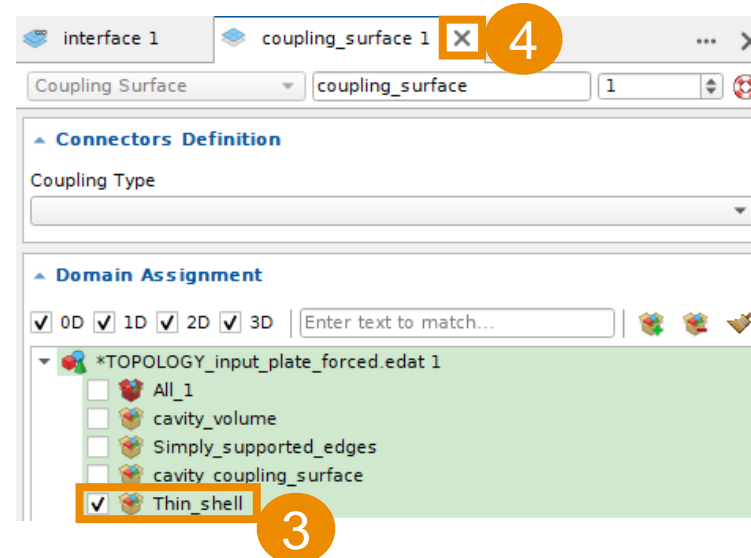 interface 1 coupling_surface 1 4 ...
Coupling Surface coupling_surface 1
Connectors Definition
Coupling Type
Domain Assignment
0D 1D 2D 3D Enter text to match...
*TOPOLOGY_input_plate_forced.edat 1
All_1
cavity_volume
Simply_supported_edges
cavity_coupling_surface
Thin_shell
3